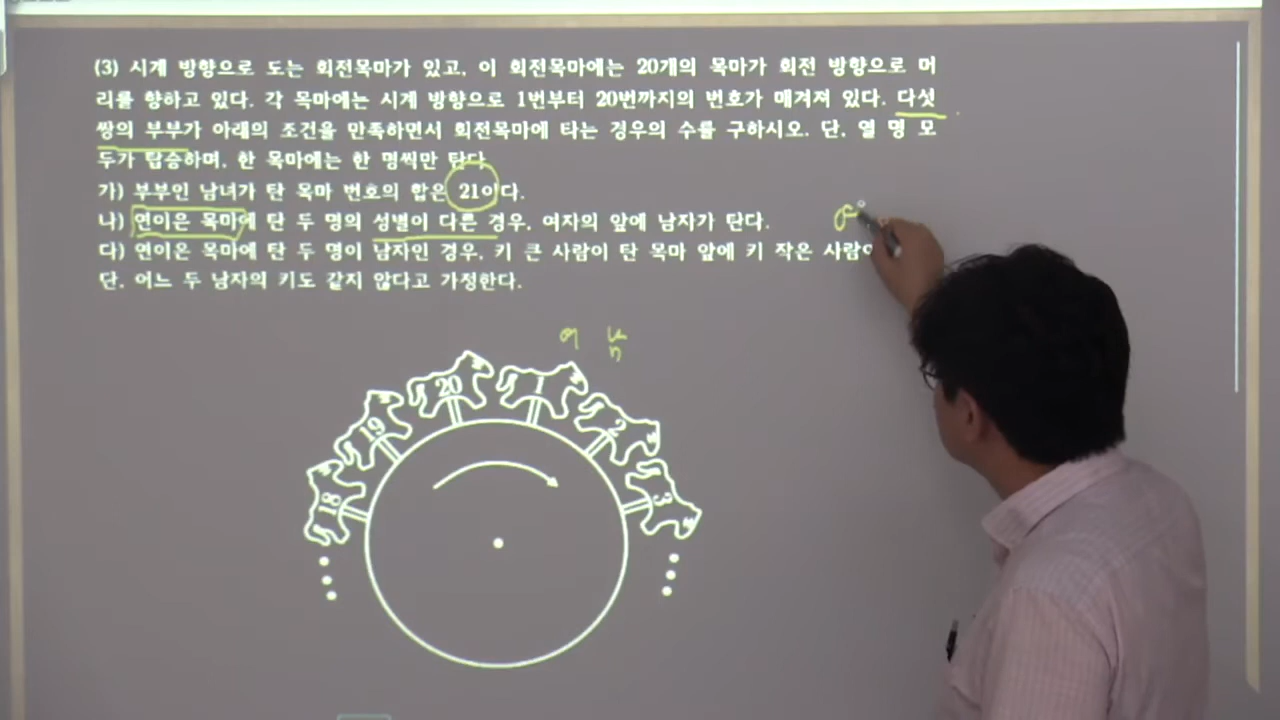 (3) 시계 방향으로 도는 회전목마가 있고, 이 회전목마에는 20개의 목마가 회전 방향으로 머
리를 향하고 있다. 각 목마에는 시계 방향으로 1번부터 20번까지의 번호가 매겨져 있다. 다섯
쌍의 부부가 아래의 조건을 만족하면서 회전목마에 타는 경우의 수를 구하시오. 단, 열 명 모
두가 탑승하며, 한 목마에는 한 명씩만 탄다.
가) 부부인 남녀가 탄 목마 번호의 합은 21이다.
나) 연이은 목마에 탄 두 명의 성별이 다른 경우, 여자의 앞에 남자가 탄다.
다) 연이은 목마에 탄 두 명이 남자인 경우, 키 큰 사람이 탄 목마 앞에 키 작은 사람이
단, 어느 두 남자의 키도 같지 않다고 가정한다.
여 남
20 1
19 2
18 3